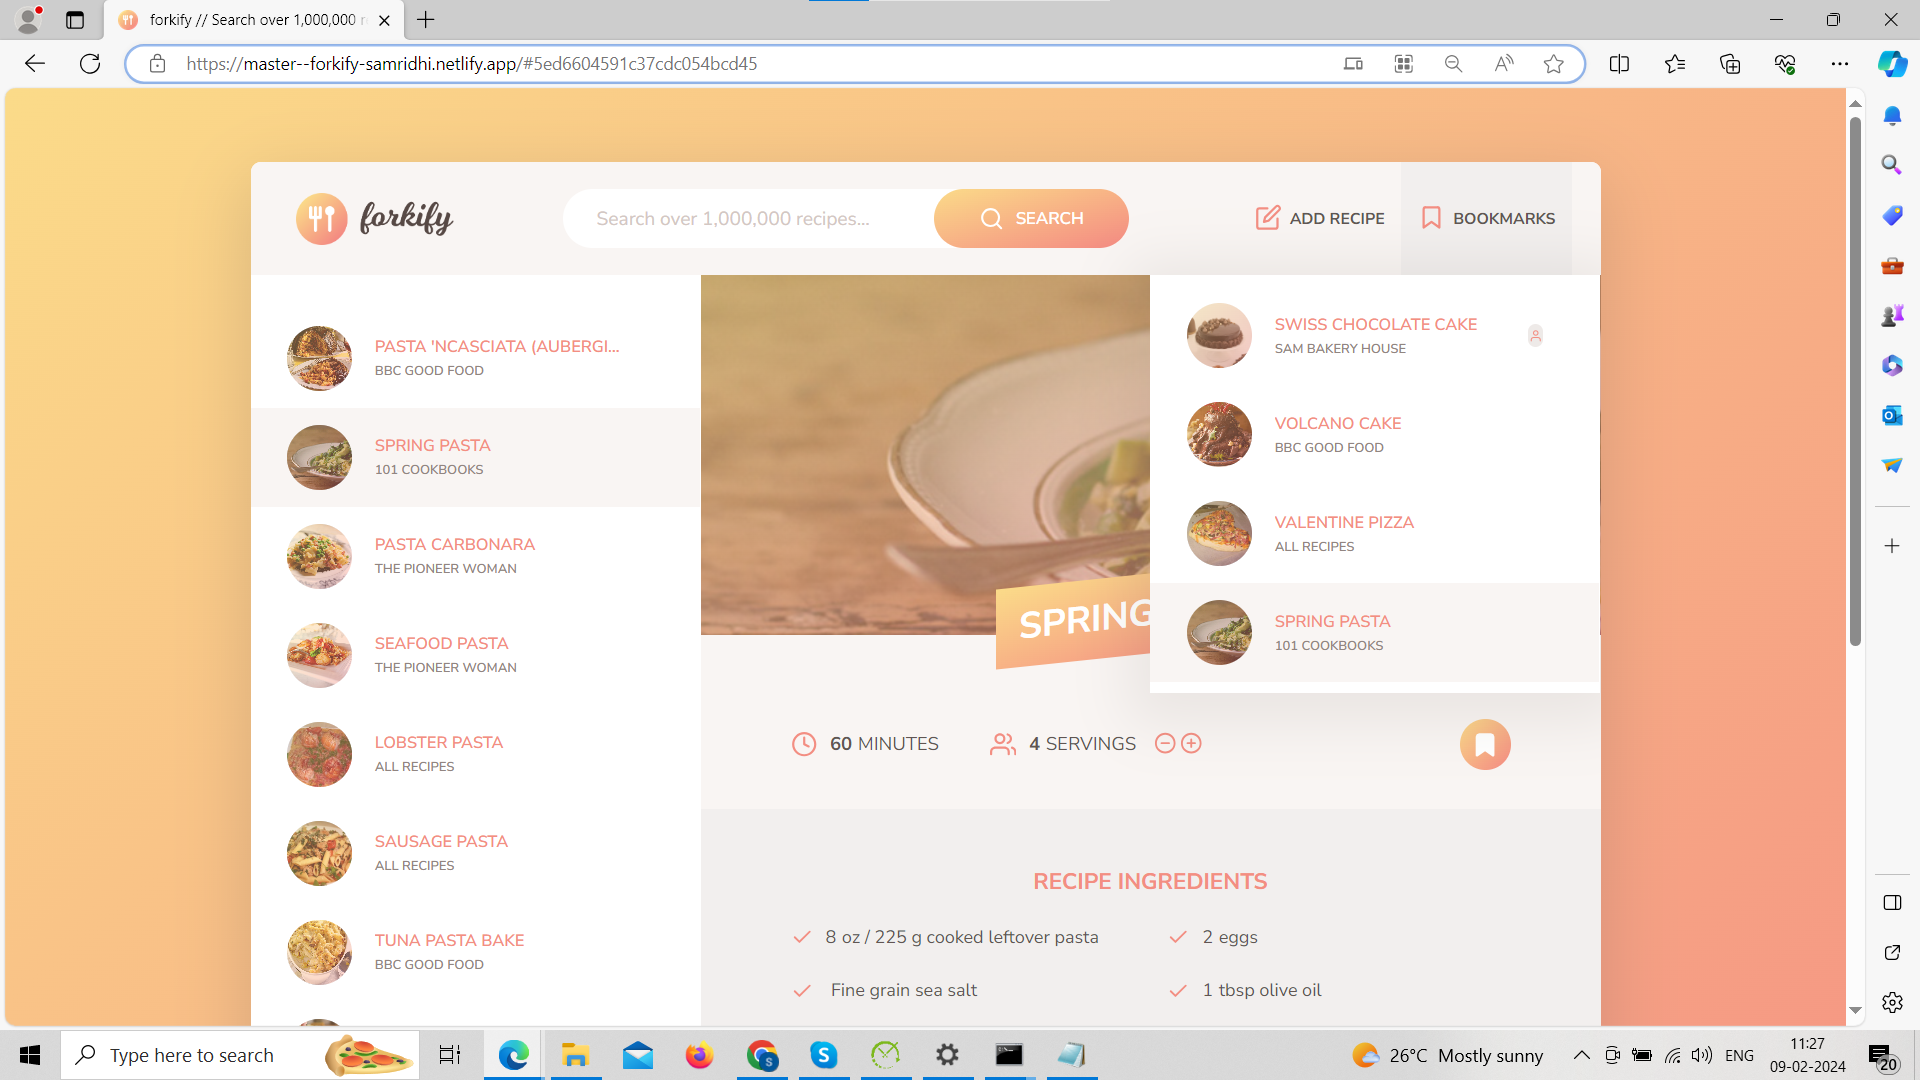 forkify // Search over 1,000,000
https://master--forkify-samridhi.netlify.app/#5ed6604591c37cdc054bcd45
forkify
Search over 1,000,000 recipes...
SEARCH
ADD RECIPE
BOOKMARKS
PASTA 'NCASCIATA (AUBERGI...
BBC GOOD FOOD
SPRING PASTA
101 COOKBOOKS
PASTA CARBONARA
THE PIONEER WOMAN
SEAFOOD PASTA
THE PIONEER WOMAN
LOBSTER PASTA
ALL RECIPES
SAUSAGE PASTA
ALL RECIPES
TUNA PASTA BAKE
BBC GOOD FOOD
SWISS CHOCOLATE CAKE
SAM BAKERY HOUSE
VOLCANO CAKE
BBC GOOD FOOD
VALENTINE PIZZA
ALL RECIPES
SPRING PASTA
101 COOKBOOKS
SPRING
60 MINUTES
4 SERVINGS
RECIPE INGREDIENTS
8 oz / 225 g cooked leftover pasta
2 eggs
Fine grain sea salt
1 tbsp olive oil
Type here to search
26°C Mostly sunny
ENG
11:27
09-02-2024
20